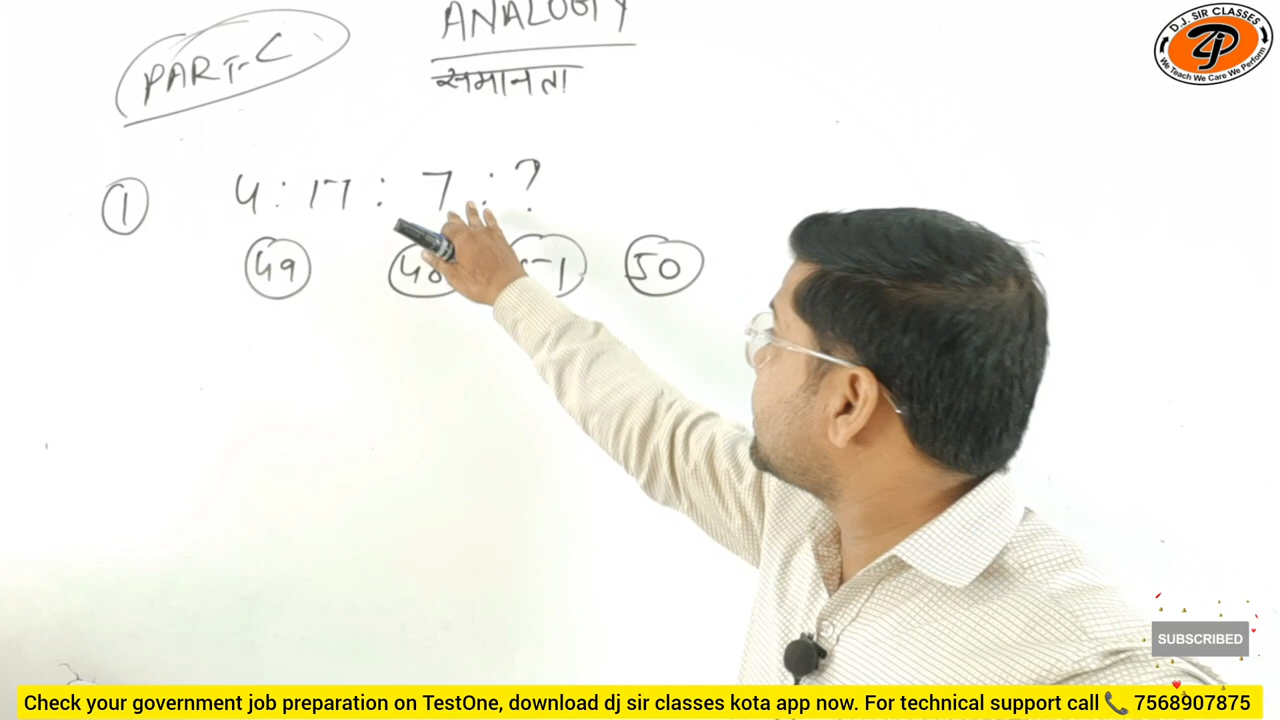 PART-C
ANALOGY
समानता
1 4 : 17 : 7 : ?
49 50
D.J. SIR CLASSES
DJ
We Teach We Care We Perform
SUBSCRIBED
Check your government job preparation on TestOne, download dj sir classes kota app now. For technical support call 7568907875